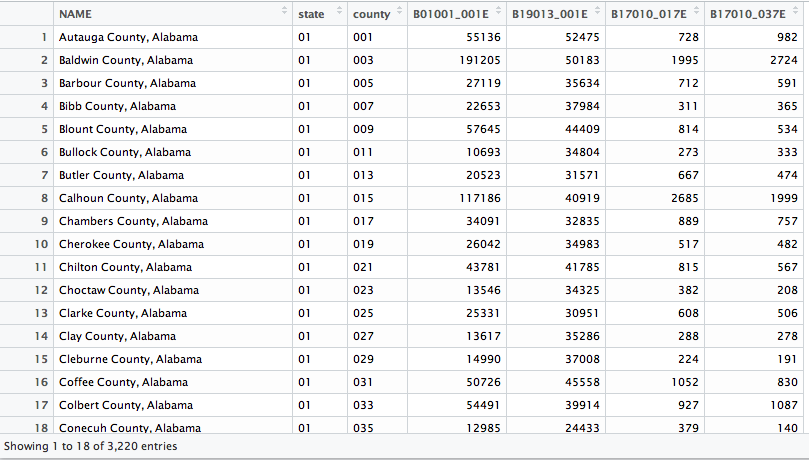 NAME state county B01001_001E B19013_001E B17010_017E B17010_037E
1 Autauga County, Alabama 01 001 55136 52475 728 982
2 Baldwin County, Alabama 01 003 191205 50183 1995 2724
3 Barbour County, Alabama 01 005 27119 35634 712 591
4 Bibb County, Alabama 01 007 22653 37984 311 365
5 Blount County, Alabama 01 009 57645 44409 814 534
6 Bullock County, Alabama 01 011 10693 34804 273 333
7 Butler County, Alabama 01 013 20523 31571 667 474
8 Calhoun County, Alabama 01 015 117186 40919 2685 1999
9 Chambers County, Alabama 01 017 34091 32835 889 757
10 Cherokee County, Alabama 01 019 26042 34983 517 482
11 Chilton County, Alabama 01 021 43781 41785 815 567
12 Choctaw County, Alabama 01 023 13546 34325 382 208
13 Clarke County, Alabama 01 025 25331 30951 608 506
14 Clay County, Alabama 01 027 13617 35286 288 278
15 Cleburne County, Alabama 01 029 14990 37008 224 191
16 Coffee County, Alabama 01 031 50726 45558 1052 830
17 Colbert County, Alabama 01 033 54491 39914 927 1087
18 Conecuh County, Alabama 01 035 12985 24433 379 140
Showing 1 to 18 of 3,220 entries